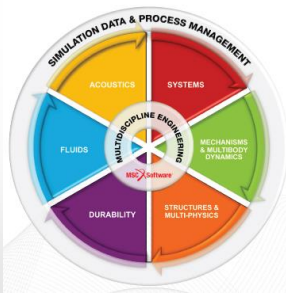 SIMULATION DATA & PROCESS MANAGEMENT
ACOUSTICS
SYSTEMS
MULTIDISCIPLINE ENGINEERING
FLUIDS
MECHANISMS
& MULTIBODY
DYNAMICS
MSC Software
DURABILITY
STRUCTURES &
MULTI-PHYSICS